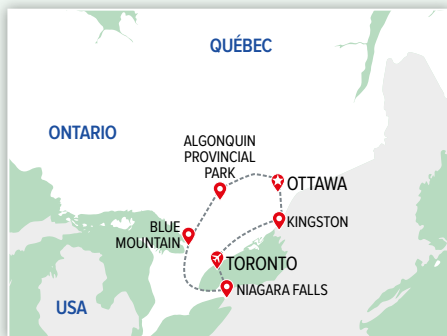 QUÉBEC
ONTARIO
ALGONQUIN
PROVINCIAL
PARK
OTTAWA
KINGSTON
BLUE
MOUNTAIN
TORONTO
NIAGARA FALLS
USA